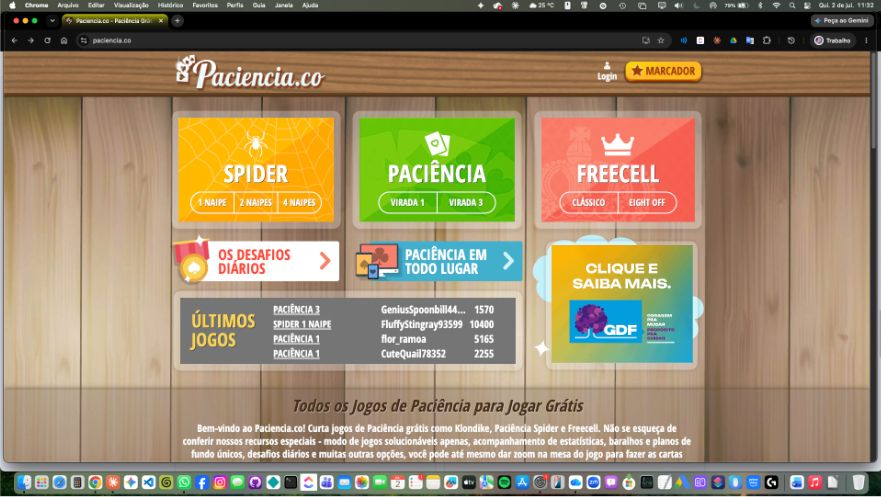 Chrome Arquivo Editar Visualização Histórico Favoritos Perfis Guia Janela Ajuda
25 °C
79%
Qui. 2 de jul. 11:32
Paciencia.co - Paciência Grát
Peça ao Gemini
paciencia.co
Trabalho
Paciencia.co
Login
MARCADOR
SPIDER
1 NAIPE 2 NAIPES 4 NAIPES
PACIÊNCIA
VIRADA 1 VIRADA 3
FREECELL
CLÁSSICO EIGHT OFF
OS DESAFIOS
DIÁRIOS
PACIÊNCIA EM
TODO LUGAR
CLIQUE E
SAIBA MAIS.
GDF
CORAGEM
PRA
MUDAR
PROPÓSITO
PRA
CUIDAR
ÚLTIMOS
JOGOS
PACIÊNCIA 3 GeniusSpoonbill44... 1570
SPIDER 1 NAIPE FluffyStingray93599 10400
PACIÊNCIA 1 flor_ramoa 5165
PACIÊNCIA 1 CuteQuail78352 2255
Todos os Jogos de Paciência para Jogar Grátis
Bem-vindo ao Paciencia.co! Curta jogos de Paciência grátis como Klondike, Paciência Spider e Freecell. Não se esqueça de
conferir nossos recursos especiais - modo de jogos solucionáveis apenas, acompanhamento de estatísticas, baralhos e planos de
fundo únicos, desafios diários e muitas outras opções, você pode até mesmo dar zoom na mesa do jogo para fazer as cartas